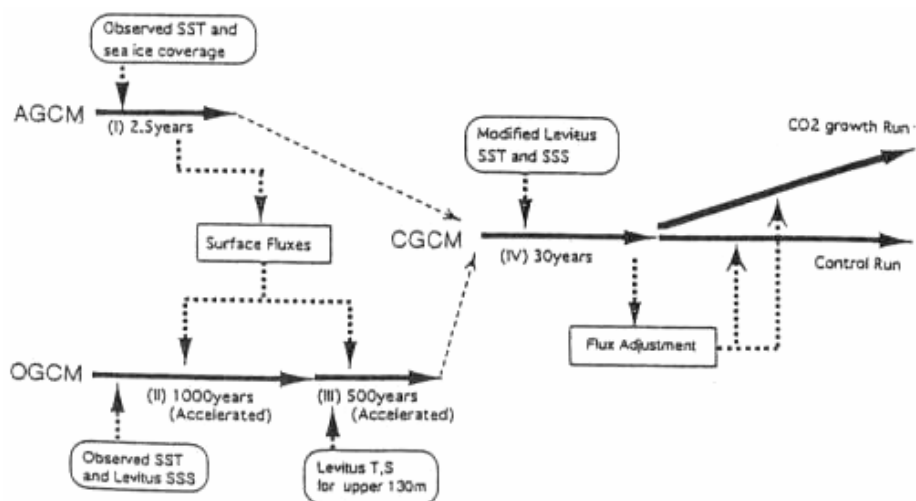 Observed SST and
sea ice coverage
AGCM
(I) 2.5years
Modified Levitus
SST and SSS
CO2 growth Run
Surface Fluxes
CGCM
(IV) 30years
Control Run
Flux Adjustment
OGCM
(II) 1000years
(Accelerated)
(III) 500years
(Accelerated)
Observed SST
and Levitus SSS
Levitus T,S
for upper 130m